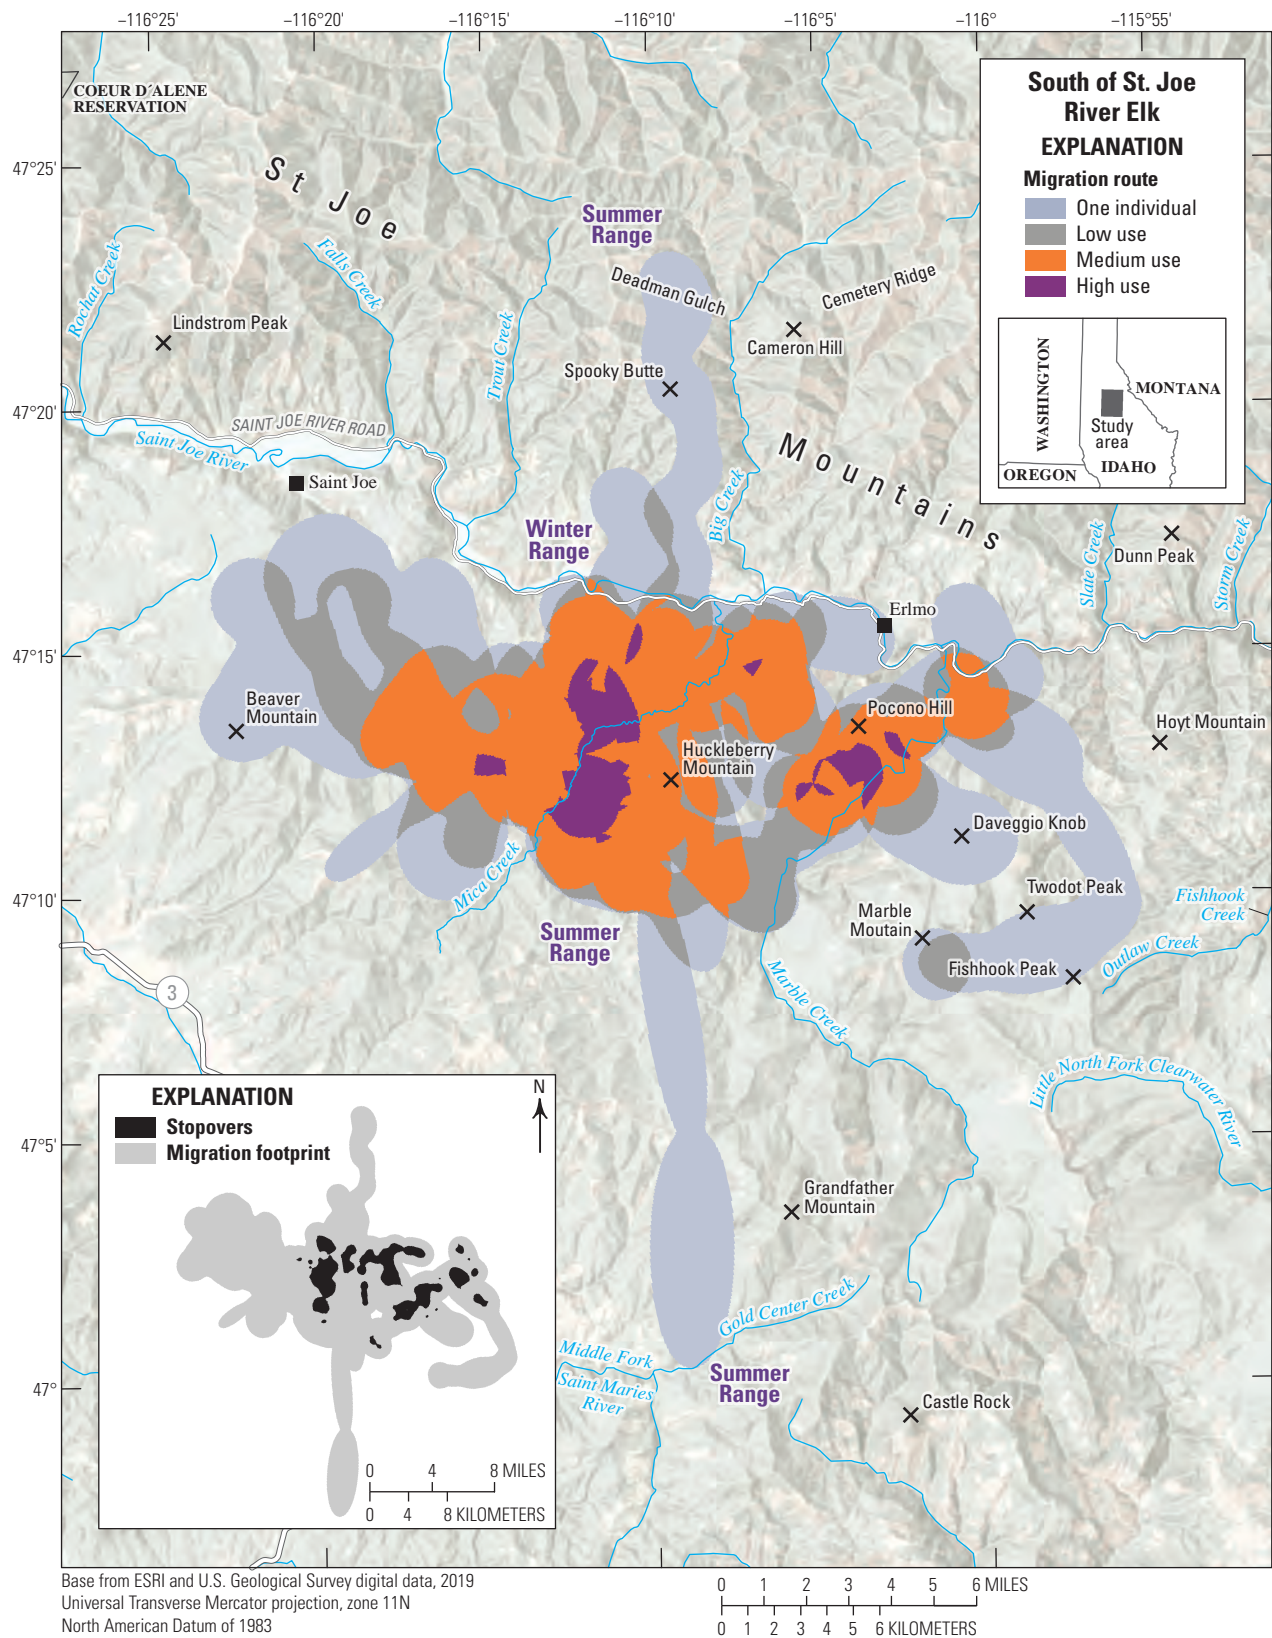 −116°25'
−116°20'
−116°15'
−116°10'
−116°5'
−116°
−115°55'
47°25'
47°20'
47°15'
47°10'
47°5'
47°
COEUR D´ALENE
RESERVATION
South of St. Joe
River Elk
EXPLANATION
Migration route
One individual
Low use
Medium use
High use
WASHINGTON
MONTANA
Study
area
OREGON
IDAHO
St Joe
Mountains
Summer
Range
Deadman Gulch
Cemetery Ridge
Rochat Creek
Falls Creek
Lindstrom Peak
Trout Creek
Cameron Hill
Spooky Butte
SAINT JOE RIVER ROAD
Saint Joe River
Saint Joe
Big Creek
Winter
Range
Dunn Peak
Slate Creek
Storm Creek
Erlmo
Beaver
Mountain
Pocono Hill
Hoyt Mountain
Huckleberry
Mountain
Daveggio Knob
Mica Creek
Twodot Peak
Fishhook
Creek
Marble
Moutain
Summer
Range
Fishhook Peak
Outlaw Creek
3
Marble Creek
Little North Fork Clearwater River
Grandfather
Mountain
Gold Center Creek
Middle Fork
Saint Maries
River
Summer
Range
Castle Rock
EXPLANATION
Stopovers
Migration footprint
N
0 4 8 MILES
0 4 8 KILOMETERS
Base from ESRI and U.S. Geological Survey digital data, 2019
Universal Transverse Mercator projection, zone 11N
North American Datum of 1983
0 1 2 3 4 5 6 MILES
0 1 2 3 4 5 6 KILOMETERS